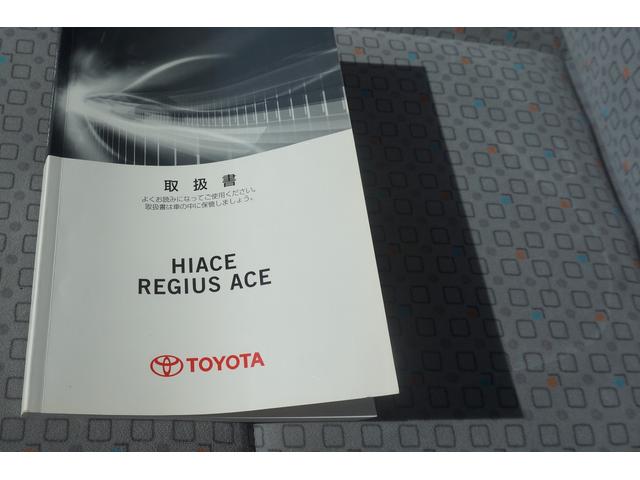 取扱書
よくお読みになってご使用ください。
取扱書は車の中に保管しましょう。
HIACE
REGIUS ACE
TOYOTA